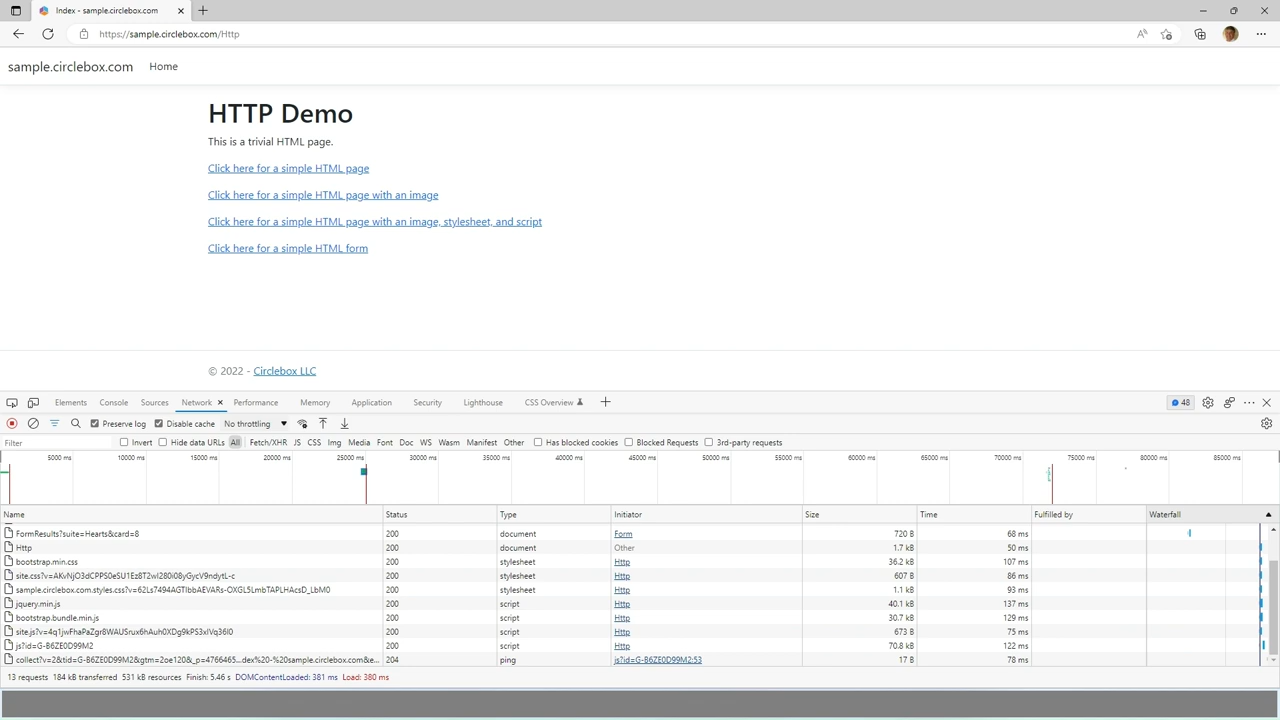 Index - sample.circlebox.com
https://sample.circlebox.com/Http
sample.circlebox.com Home
HTTP Demo
This is a trivial HTML page.
Click here for a simple HTML page
Click here for a simple HTML page with an image
Click here for a simple HTML page with an image, stylesheet, and script
Click here for a simple HTML form
© 2022 - Circlebox LLC
Elements Console Sources Network Performance Memory Application Security Lighthouse CSS Overview 48
Preserve log Disable cache No throttling
Filter Invert Hide data URLs All Fetch/XHR JS CSS Img Media Font Doc WS Wasm Manifest Other Has blocked cookies Blocked Requests 3rd-party requests
5000 ms 10000 ms 15000 ms 20000 ms 25000 ms 30000 ms 35000 ms 40000 ms 45000 ms 50000 ms 55000 ms 60000 ms 65000 ms 70000 ms 75000 ms 80000 ms 85000 ms
Name Status Type Initiator Size Time Fulfilled by Waterfall
FormResults?suite=Hearts&card=8 200 document Form 720 B 68 ms
Http 200 document Other 1.7 kB 50 ms
bootstrap.min.css 200 stylesheet Http 36.2 kB 107 ms
200 stylesheet Http 607 B 86 ms
200 stylesheet Http 1.1 kB 93 ms
jquery.min.js 200 script Http 40.1 kB 137 ms
bootstrap.bundle.min.js 200 script Http 30.7 kB 129 ms
200 script Http 673 B 75 ms
js?id=G-B6ZE0D99M2 200 script Http 70.8 kB 122 ms
collect?v=2&tid=G-B6ZE0D99M2&gtm=2oe120&_p=4766465...dex%20-%20sample.circlebox.com&e... 204 ping js?id=G-B6ZE0D99M2:53 17 B 78 ms
13 requests 184 kB transferred 531 kB resources Finish: 5.46 s DOMContentLoaded: 381 ms Load: 380 ms